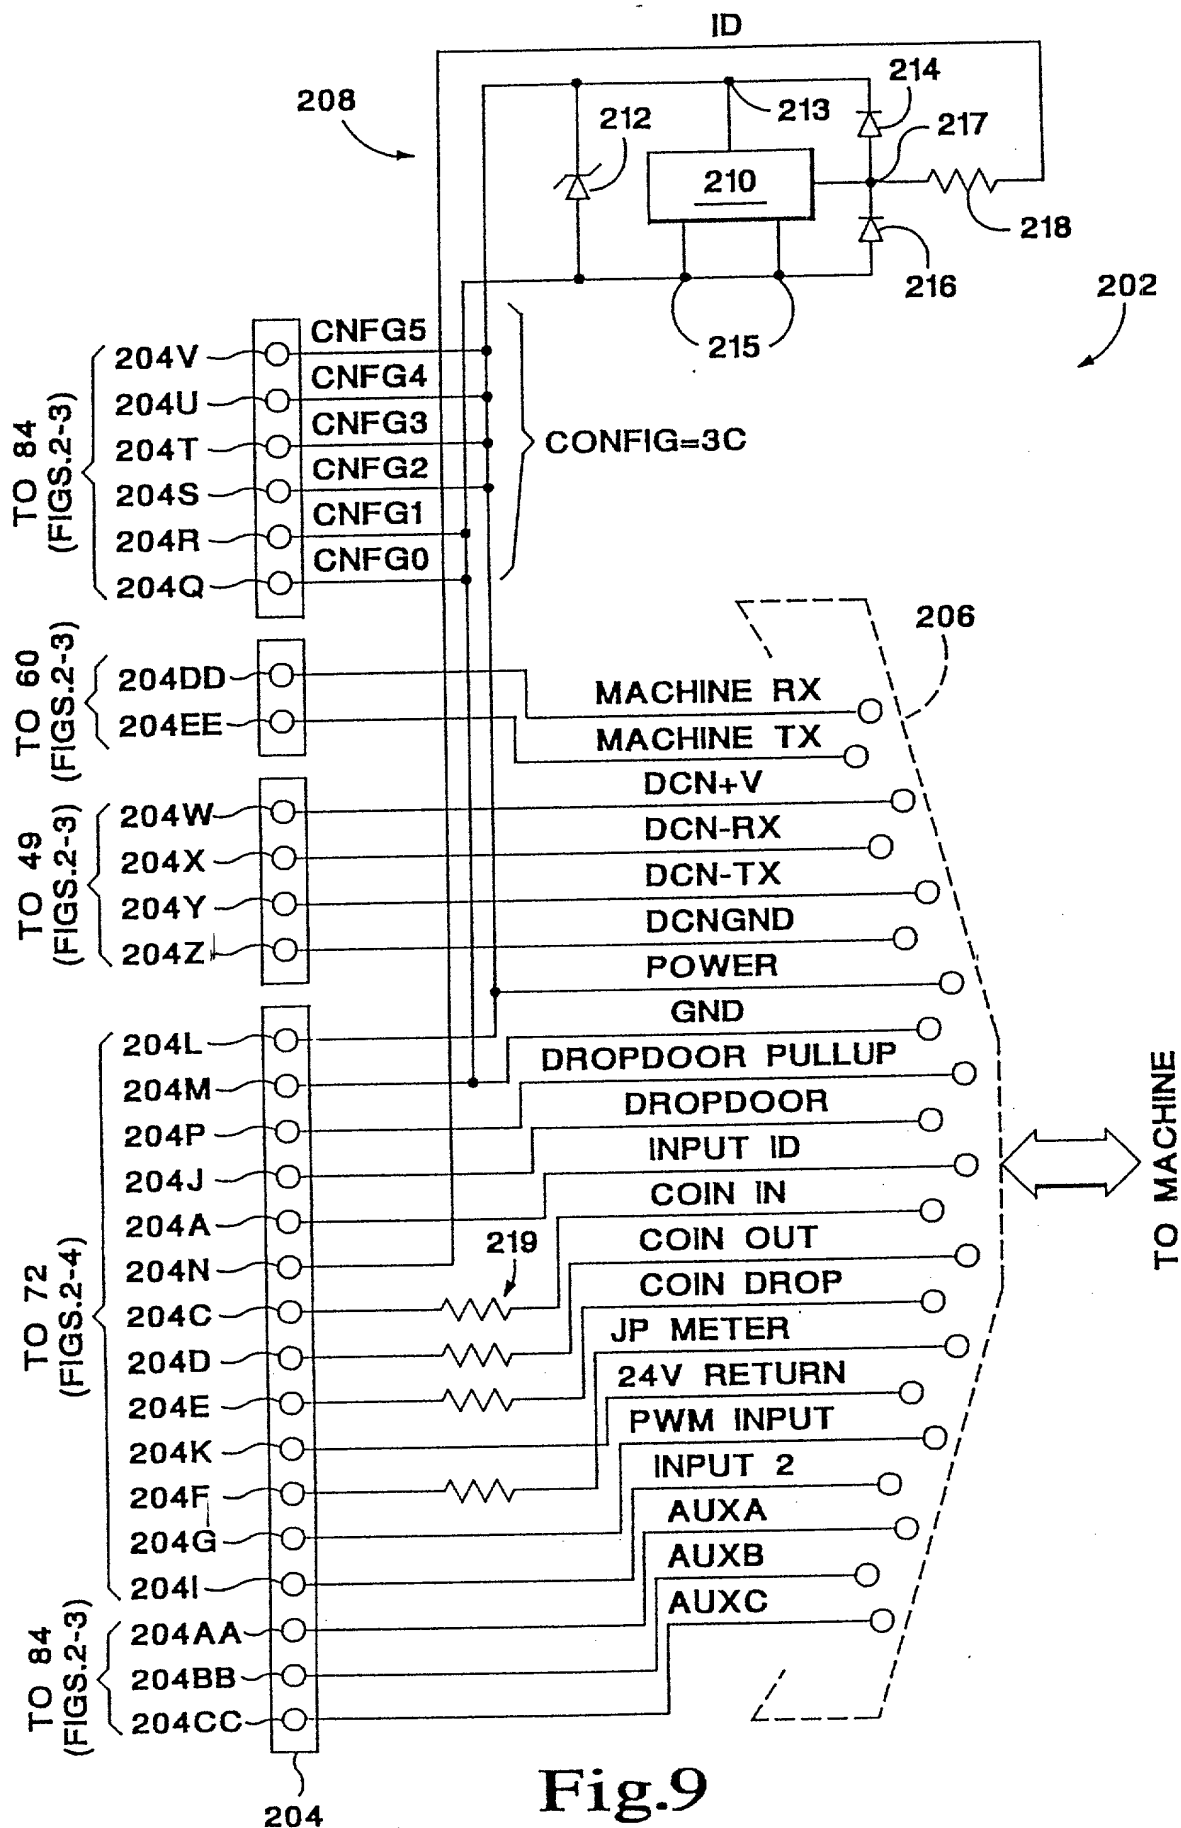 ID
208
212
213
214
217
210
218
216
202
215
CNFG5
204V
CNFG4
204U
CNFG3
204T
CONFIG=3C
CNFG2
204S
CNFG1
204R
CNFG0
204Q
TO 84
(FIGS.2-3)
206
204DD
MACHINE RX
204EE
MACHINE TX
TO 60
(FIGS.2-3)
DCN+V
204W
DCN-RX
204X
DCN-TX
204Y
DCNGND
204Z
TO 49
(FIGS.2-3)
POWER
GND
204L
DROPDOOR PULLUP
204M
DROPDOOR
204P
INPUT ID
204J
COIN IN
204A
COIN OUT
204N
219
COIN DROP
204C
JP METER
204D
24V RETURN
204E
PWM INPUT
204K
INPUT 2
204F
AUXA
204G
AUXB
204I
AUXC
TO 72
(FIGS.2-4)
TO MACHINE
204AA
204BB
204CC
TO 84
(FIGS.2-3)
204
Fig.9